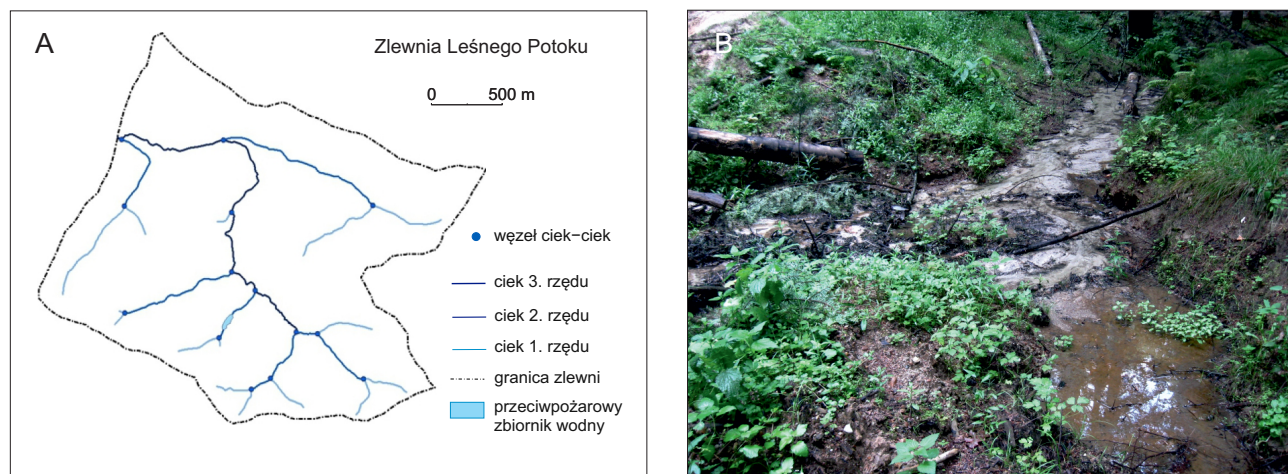 A
Zlewnia Leśnego Potoku
0 500 m
węzeł ciek–ciek
ciek 3. rzędu
ciek 2. rzędu
ciek 1. rzędu
granica zlewni
przeciwpożarowy
zbiornik wodny
B